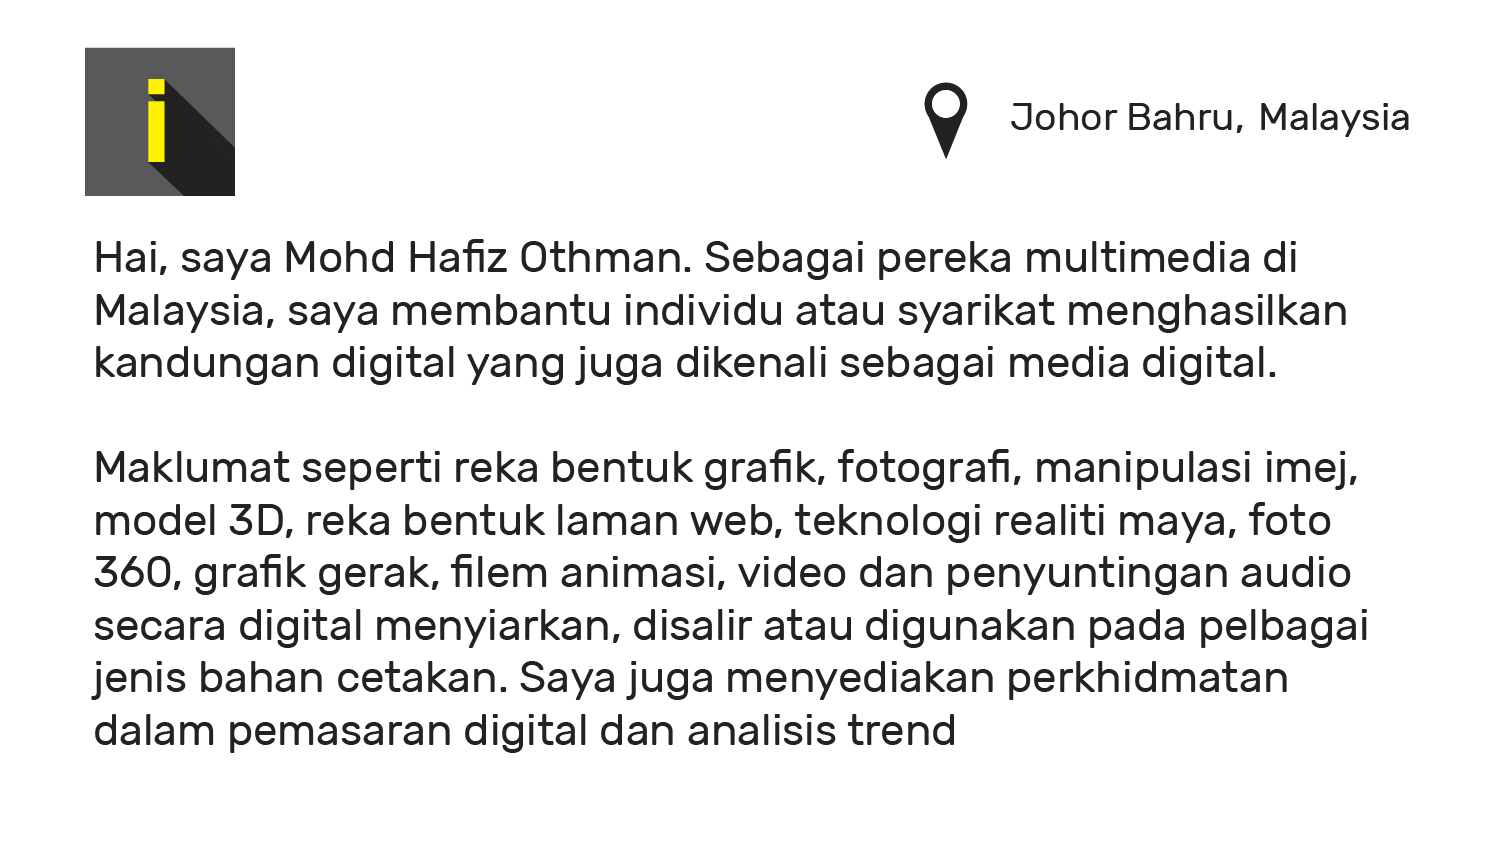 i
Johor Bahru, Malaysia
Hai, saya Mohd Hafiz Othman. Sebagai pereka multimedia di
Malaysia, saya membantu individu atau syarikat menghasilkan
kandungan digital yang juga dikenali sebagai media digital.
Maklumat seperti reka bentuk grafik, fotografi, manipulasi imej,
model 3D, reka bentuk laman web, teknologi realiti maya, foto
360, grafik gerak, filem animasi, video dan penyuntingan audio
secara digital menyiarkan, disalir atau digunakan pada pelbagai
jenis bahan cetakan. Saya juga menyediakan perkhidmatan
dalam pemasaran digital dan analisis trend